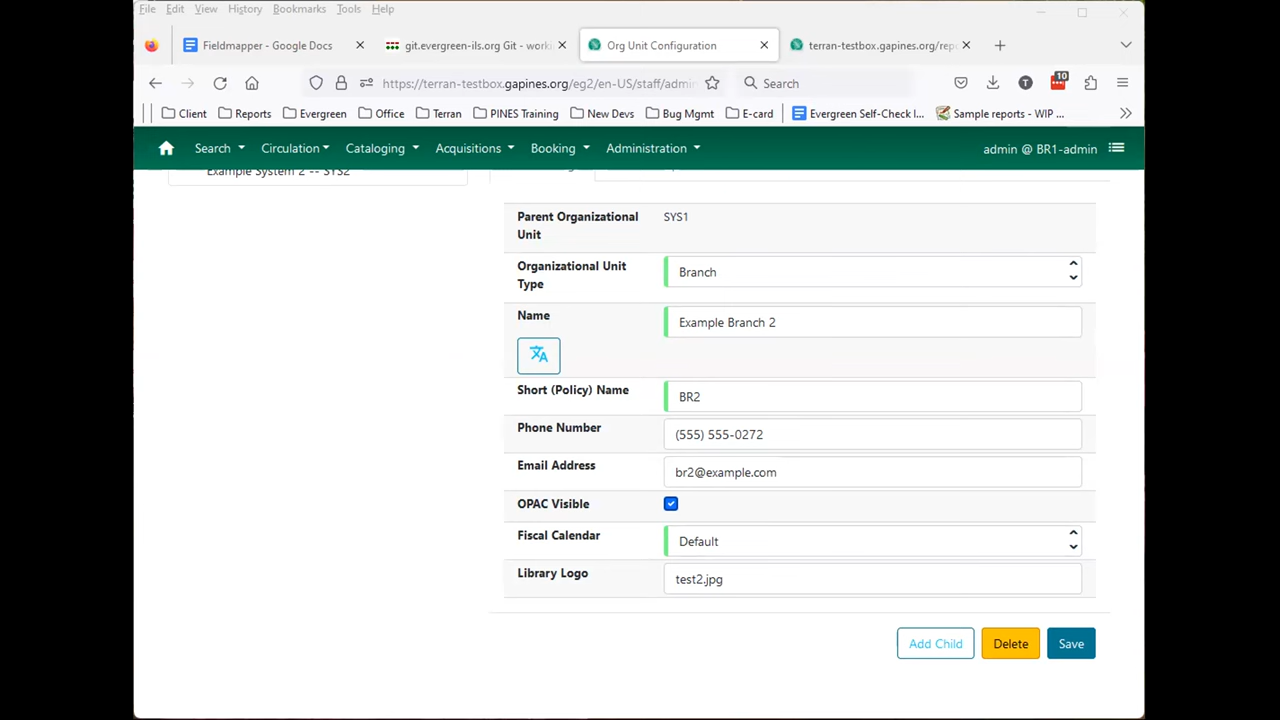 File Edit View History Bookmarks Tools Help
Fieldmapper - Google Docs
git.evergreen-ils.org Git - worki
Org Unit Configuration
terran-testbox.gapines.org/repo
https://terran-testbox.gapines.org/eg2/en-US/staff/admin
Search
10
T
Client Reports Evergreen Office Terran PINES Training New Devs Bug Mgmt E-card Evergreen Self-Check I... Sample reports - WIP ...
Search Circulation Cataloging Acquisitions Booking Administration admin @ BR1-admin
Example System 2 -- SYS2
Parent Organizational
Unit
SYS1
Organizational Unit
Type
Branch
Name
Example Branch 2
Short (Policy) Name
BR2
Phone Number
(555) 555-0272
Email Address
br2@example.com
OPAC Visible
Fiscal Calendar
Default
Library Logo
test2.jpg
Add Child Delete Save